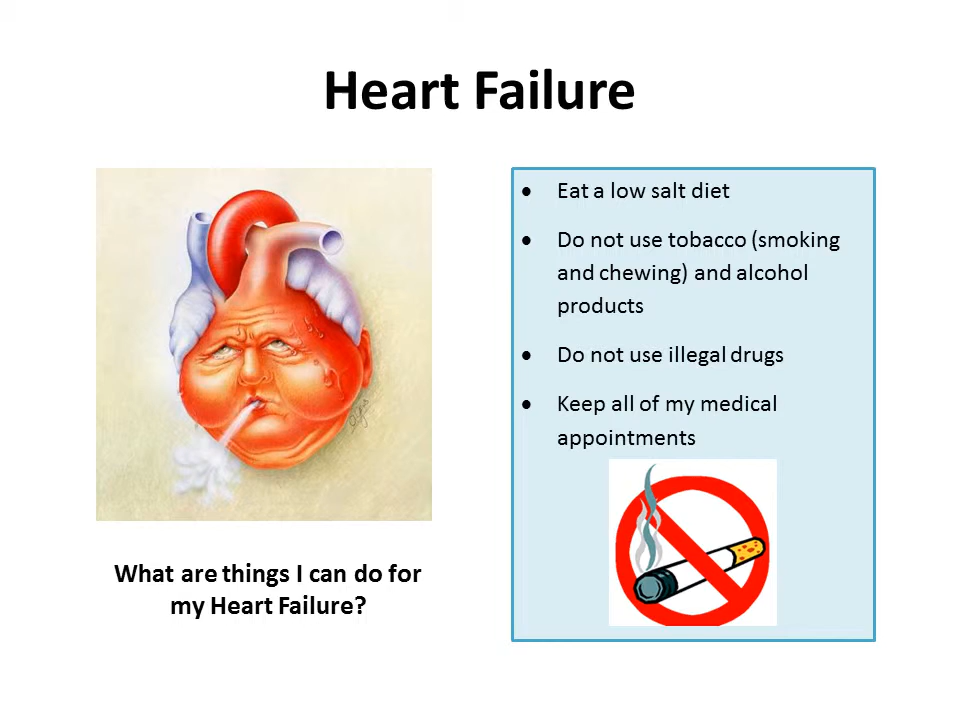 Heart Failure
• Eat a low salt diet
• Do not use tobacco (smoking
and chewing) and alcohol
products
• Do not use illegal drugs
• Keep all of my medical
appointments
What are things I can do for
my Heart Failure?